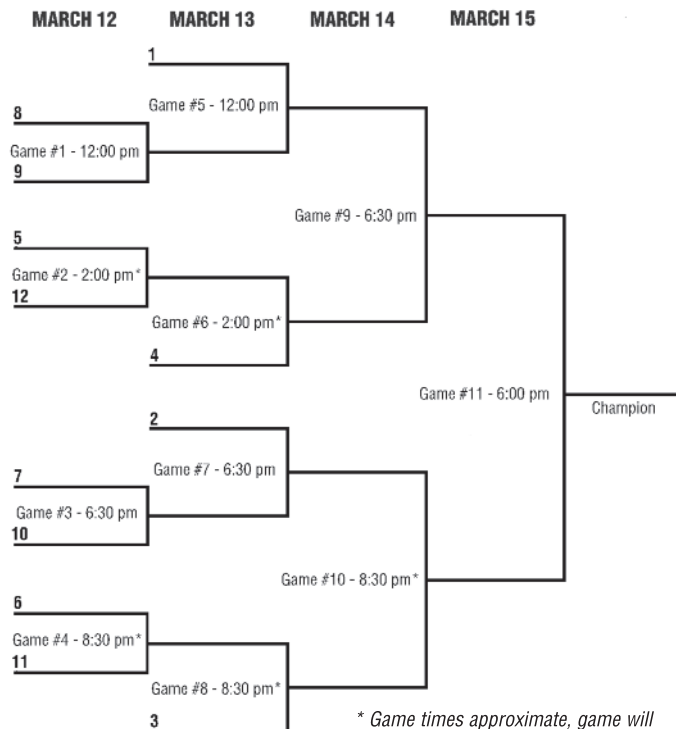 MARCH 12 MARCH 13 MARCH 14 MARCH 15
1
Game #5 - 12:00 pm
8
Game #1 - 12:00 pm
9
Game #9 - 6:30 pm
5
Game #2 - 2:00 pm*
12
Game #6 - 2:00 pm*
4
Game #11 - 6:00 pm
Champion
2
Game #7 - 6:30 pm
7
Game #3 - 6:30 pm
10
Game #10 - 8:30 pm*
6
Game #4 - 8:30 pm*
11
Game #8 - 8:30 pm*
3
* Game times approximate, game will